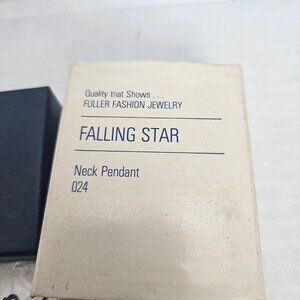 Quality that Shows . . .
FULLER FASHION JEWELRY
FALLING STAR
Neck Pendant
024